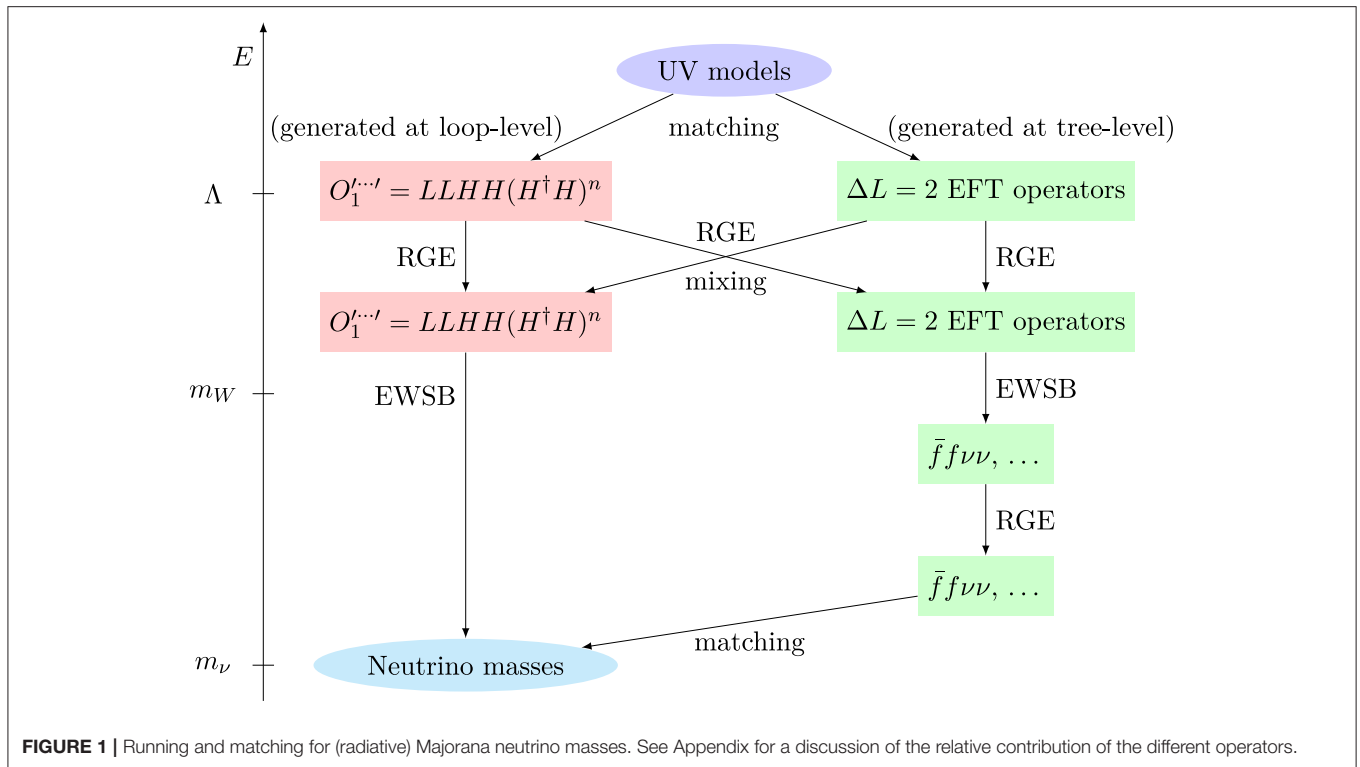 E
UV models
(generated at loop-level)
matching
(generated at tree-level)
Λ
O₁′⋯′ = LLHH(H†H)ⁿ
ΔL = 2 EFT operators
RGE
RGE
RGE
mixing
O₁′⋯′ = LLHH(H†H)ⁿ
ΔL = 2 EFT operators
m_W
EWSB
EWSB
f̄fνν, …
RGE
f̄fνν, …
matching
m_ν
Neutrino masses
FIGURE 1 | Running and matching for (radiative) Majorana neutrino masses. See Appendix for a discussion of the relative contribution of the different operators.